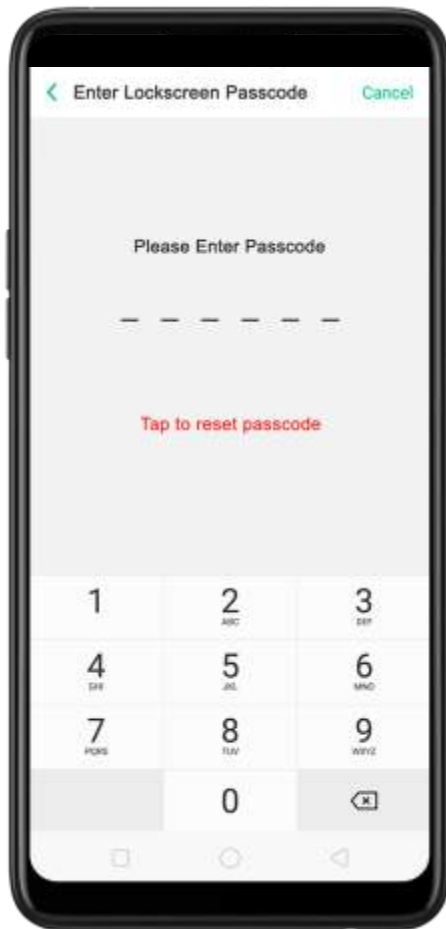 Enter Lockscreen Passcode Cancel
Please Enter Passcode
Tap to reset passcode
1 2 3
ABC DEF
4 5 6
GHI JKL MNO
7 8 9
PQRS TUV WXYZ
0